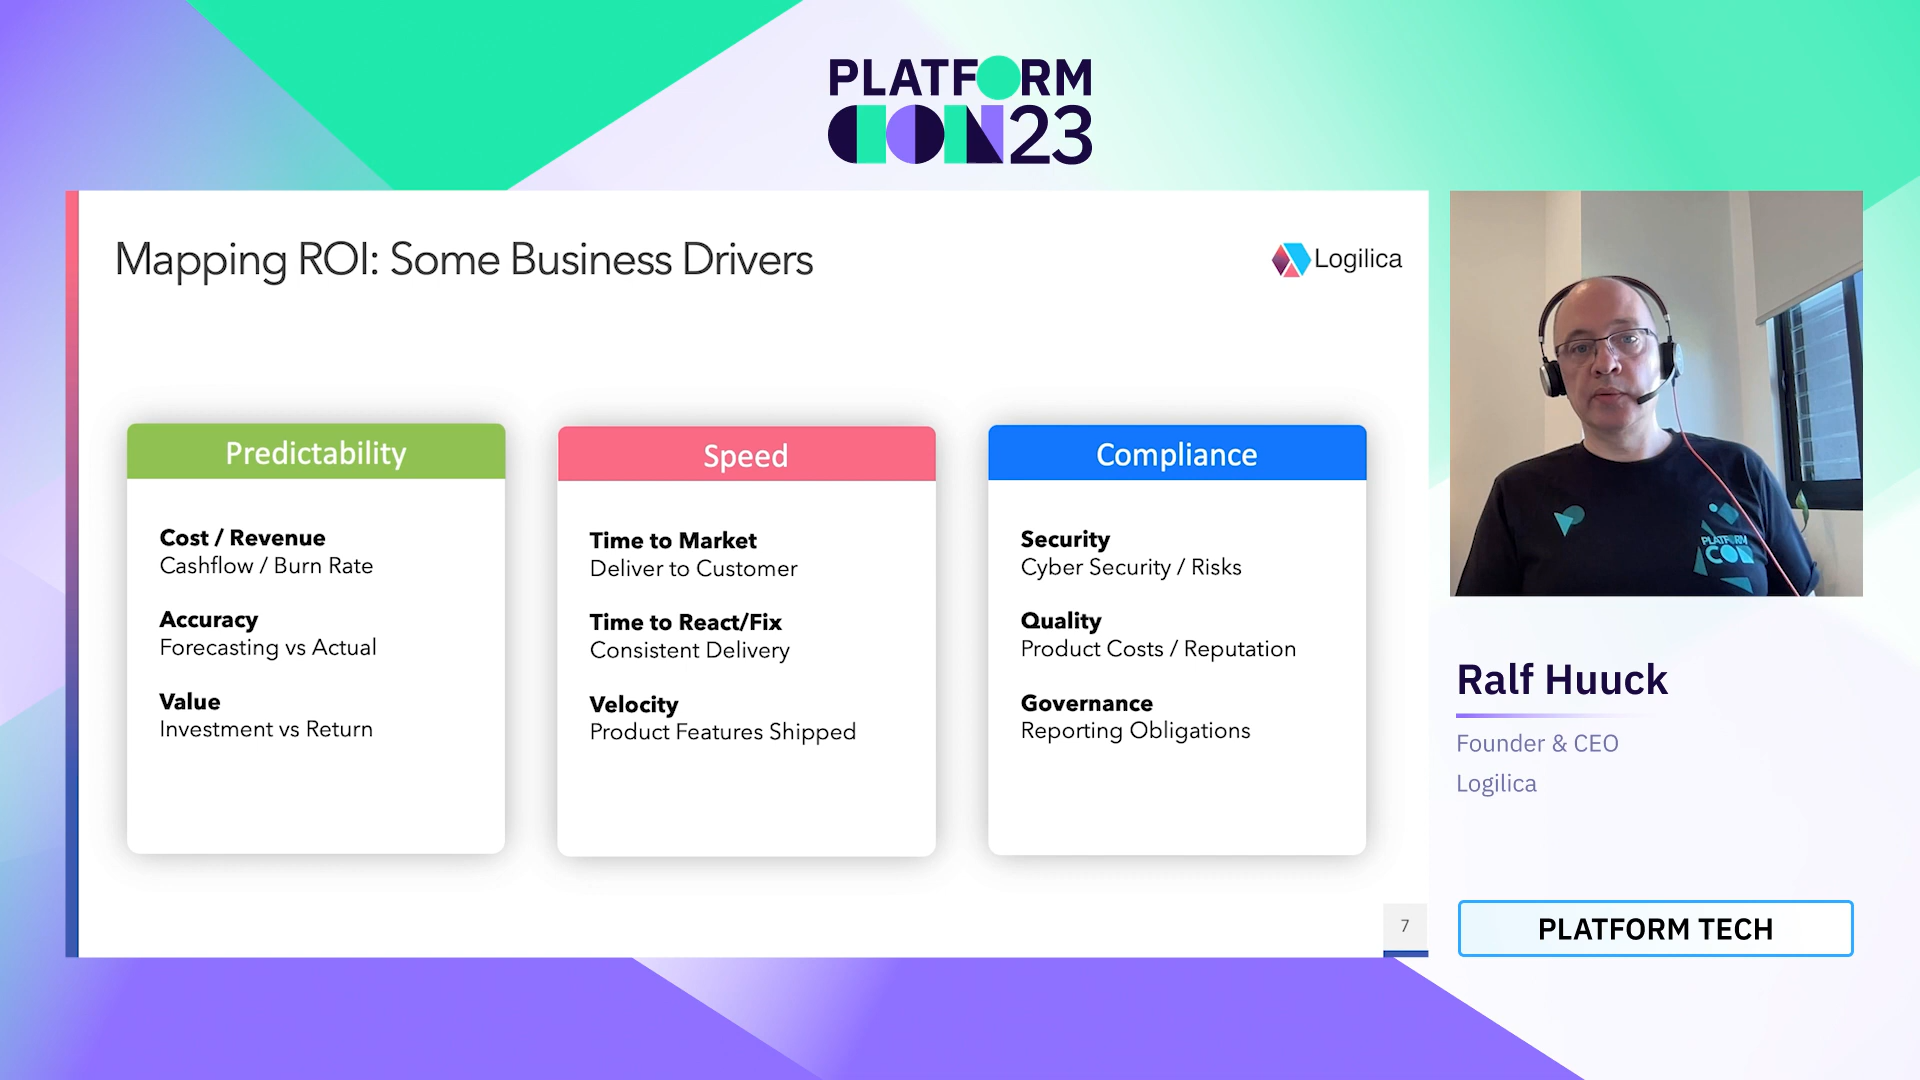 PLATFORM
CON23
Mapping ROI: Some Business Drivers
Logilica
Predictability
Cost / Revenue
Cashflow / Burn Rate
Accuracy
Forecasting vs Actual
Value
Investment vs Return
Speed
Time to Market
Deliver to Customer
Time to React/Fix
Consistent Delivery
Velocity
Product Features Shipped
Compliance
Security
Cyber Security / Risks
Quality
Product Costs / Reputation
Governance
Reporting Obligations
7
PLATFORM
CON
Ralf Huuck
Founder & CEO
Logilica
PLATFORM TECH